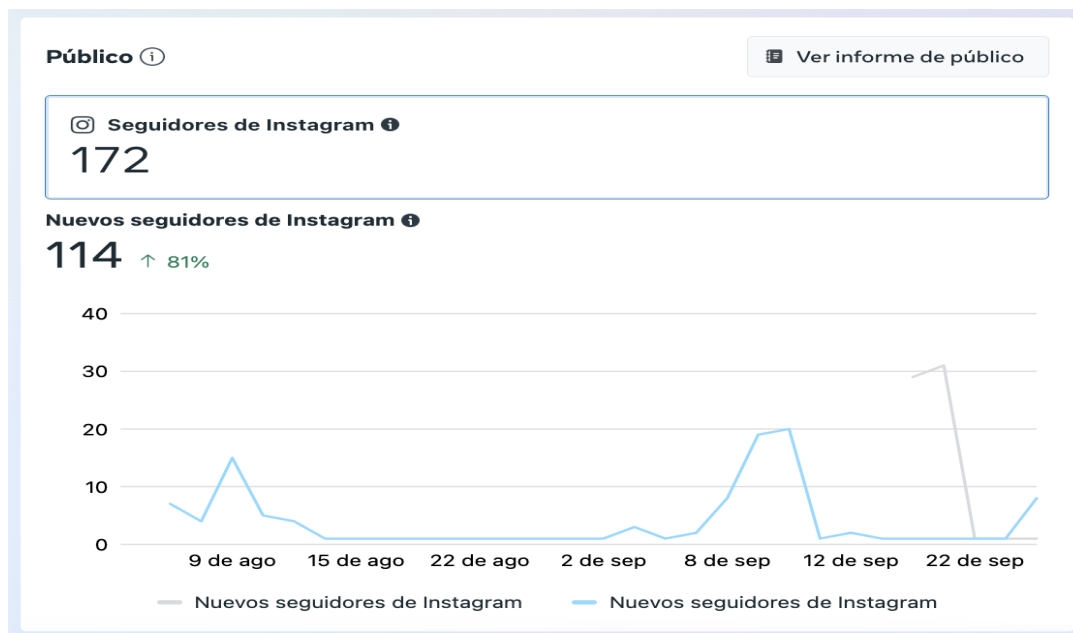 Público
Ver informe de público
Seguidores de Instagram
172
Nuevos seguidores de Instagram
114 ↑ 81%
40
30
20
10
0
9 de ago 15 de ago 22 de ago 2 de sep 8 de sep 12 de sep 22 de sep
Nuevos seguidores de Instagram Nuevos seguidores de Instagram